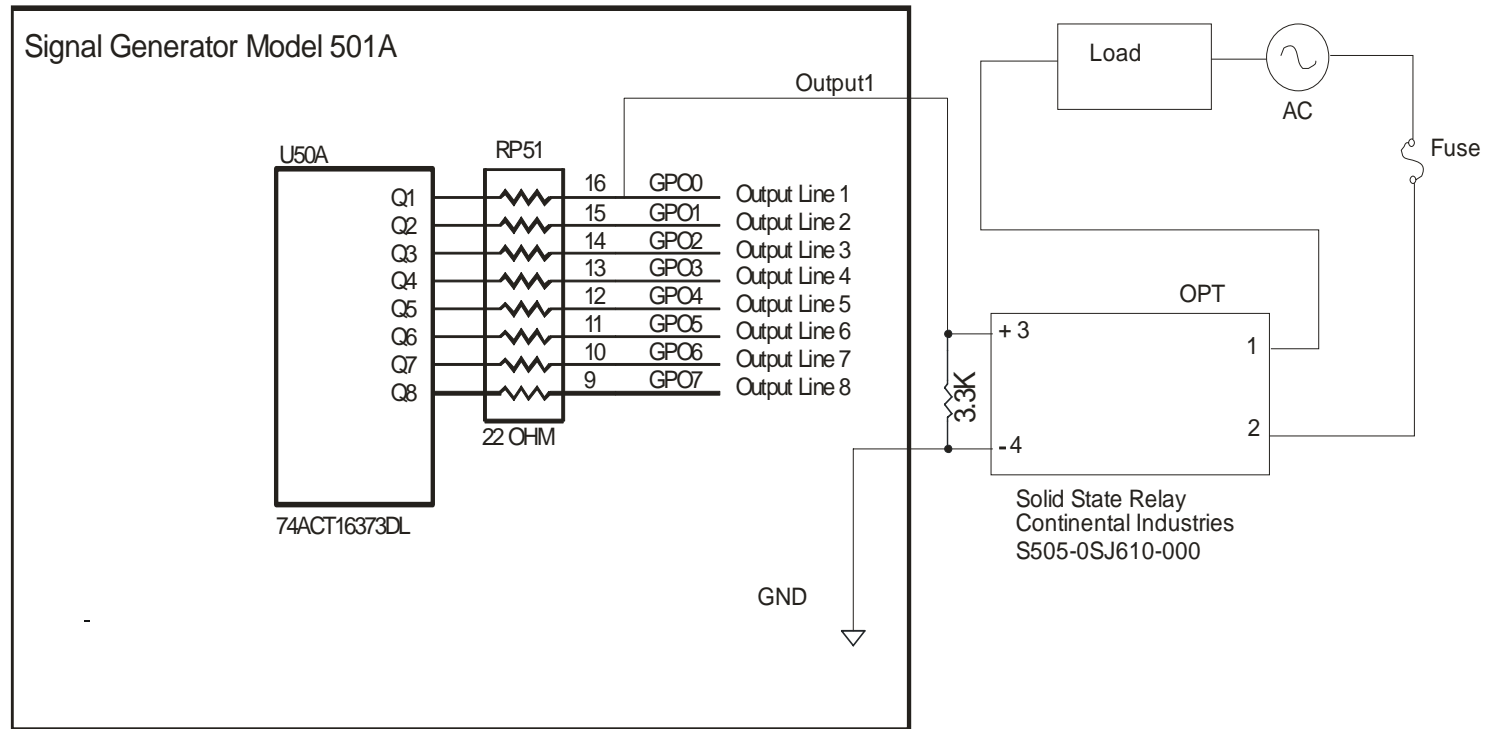 Signal Generator Model 501A
Output1
Load
AC
Fuse
U50A
RP51
Q1
16
GPO0
Output Line 1
Q2
15
GPO1
Output Line 2
Q3
14
GPO2
Output Line 3
Q4
13
GPO3
Output Line 4
Q5
12
GPO4
Output Line 5
Q6
11
GPO5
Output Line 6
Q7
10
GPO6
Output Line 7
Q8
9
GPO7
Output Line 8
22 OHM
74ACT16373DL
OPT
+ 3
1
3.3K
2
- 4
Solid State Relay
Continental Industries
S505-0SJ610-000
GND
-